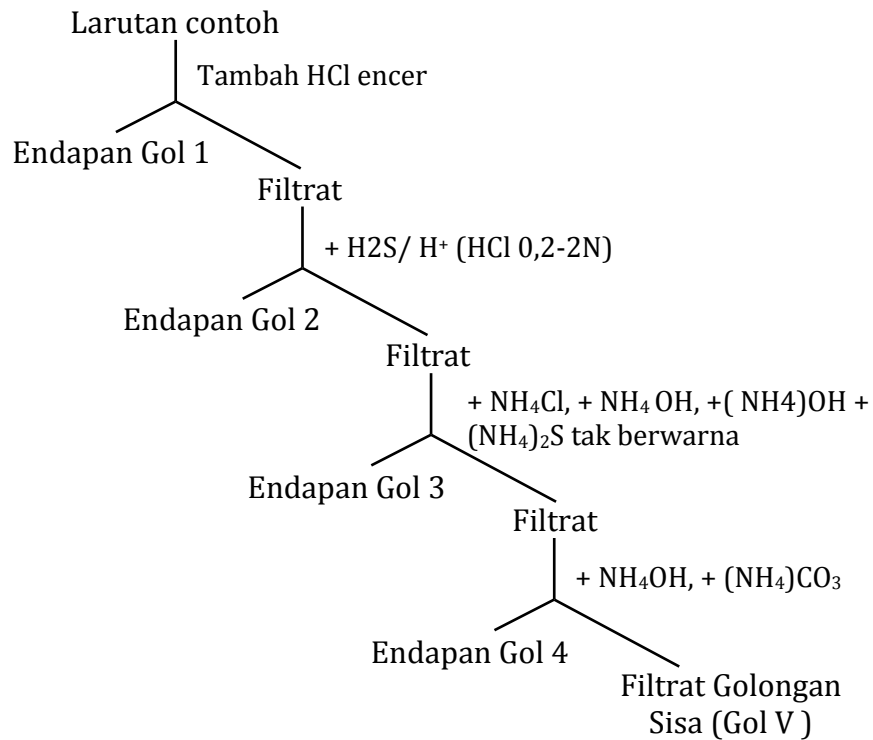 Larutan contoh
Tambah HCl encer
Endapan Gol 1
Filtrat
+ H2S/ H⁺ (HCl 0,2-2N)
Endapan Gol 2
Filtrat
+ NH₄Cl, + NH₄ OH, +( NH4)OH +
(NH₄)₂S tak berwarna
Endapan Gol 3
Filtrat
+ NH₄OH, + (NH₄)CO₃
Endapan Gol 4
Filtrat Golongan
Sisa (Gol V )